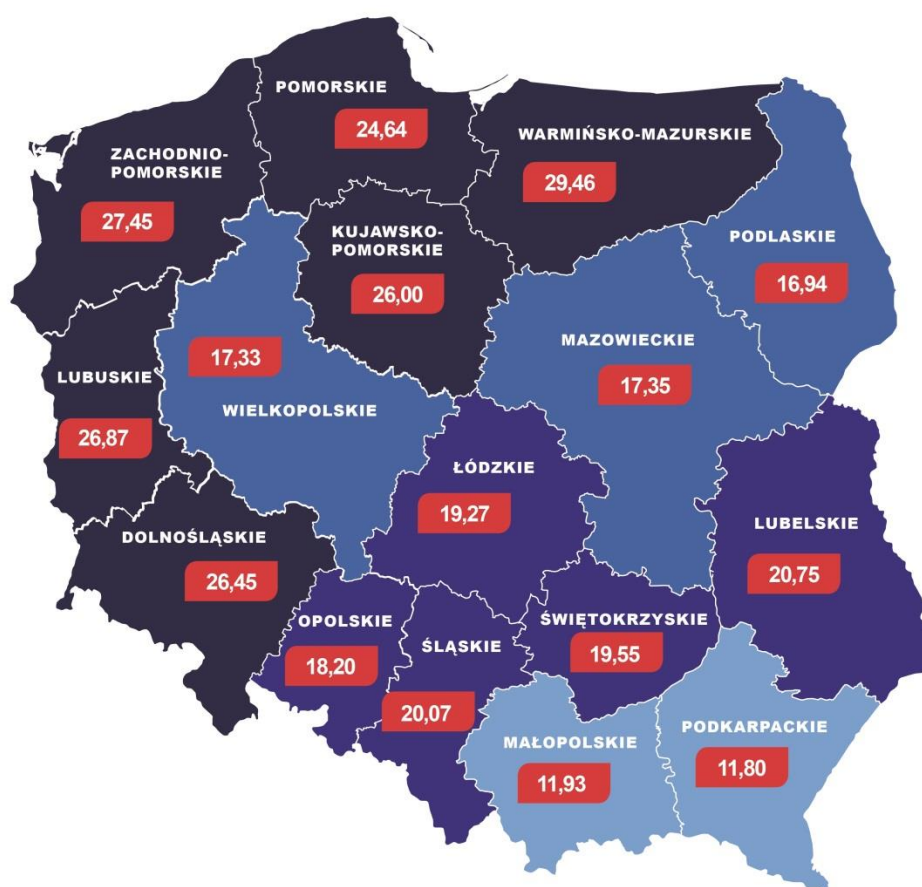 POMORSKIE
24,64
WARMIŃSKO-MAZURSKIE
29,46
ZACHODNIO-
POMORSKIE
27,45
KUJAWSKO-
POMORSKIE
26,00
PODLASKIE
16,94
MAZOWIECKIE
17,35
17,33
WIELKOPOLSKIE
LUBUSKIE
26,87
ŁÓDZKIE
19,27
LUBELSKIE
20,75
DOLNOŚLĄSKIE
26,45
OPOLSKIE
18,20
ŚLĄSKIE
20,07
ŚWIĘTOKRZYSKIE
19,55
MAŁOPOLSKIE
11,93
PODKARPACKIE
11,80